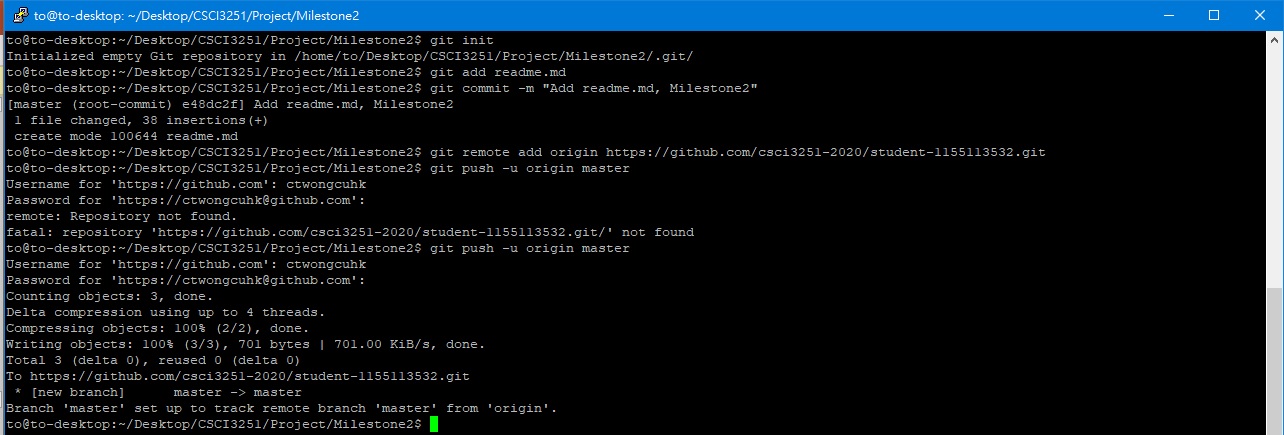 to@to-desktop: ~/Desktop/CSCI3251/Project/Milestone2
to@to-desktop:~/Desktop/CSCI3251/Project/Milestone2$ git init
Initialized empty Git repository in /home/to/Desktop/CSCI3251/Project/Milestone2/.git/
to@to-desktop:~/Desktop/CSCI3251/Project/Milestone2$ git add readme.md
to@to-desktop:~/Desktop/CSCI3251/Project/Milestone2$ git commit -m "Add readme.md, Milestone2"
[master (root-commit) e48dc2f] Add readme.md, Milestone2
 1 file changed, 38 insertions(+)
 create mode 100644 readme.md
to@to-desktop:~/Desktop/CSCI3251/Project/Milestone2$ git remote add origin https://github.com/csci3251-2020/student-1155113532.git
to@to-desktop:~/Desktop/CSCI3251/Project/Milestone2$ git push -u origin master
Username for 'https://github.com': ctwongcuhk
Password for 'https://ctwongcuhk@github.com':
remote: Repository not found.
fatal: repository 'https://github.com/csci3251-2020/student-1155113532.git/' not found
to@to-desktop:~/Desktop/CSCI3251/Project/Milestone2$ git push -u origin master
Username for 'https://github.com': ctwongcuhk
Password for 'https://ctwongcuhk@github.com':
Counting objects: 3, done.
Delta compression using up to 4 threads.
Compressing objects: 100% (2/2), done.
Writing objects: 100% (3/3), 701 bytes | 701.00 KiB/s, done.
Total 3 (delta 0), reused 0 (delta 0)
To https://github.com/csci3251-2020/student-1155113532.git
 * [new branch]      master -> master
Branch 'master' set up to track remote branch 'master' from 'origin'.
to@to-desktop:~/Desktop/CSCI3251/Project/Milestone2$